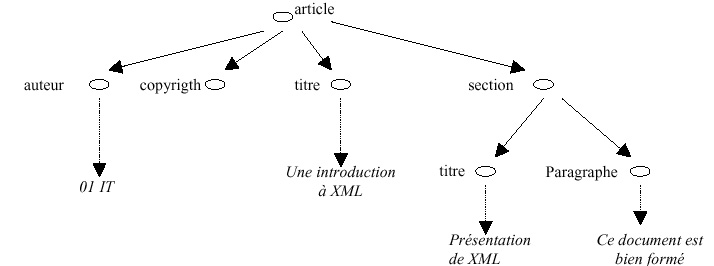 article
auteur
copyrigth
titre
section
01 IT
Une introduction
à XML
titre
Paragraphe
Présentation
de XML
Ce document est
bien formé